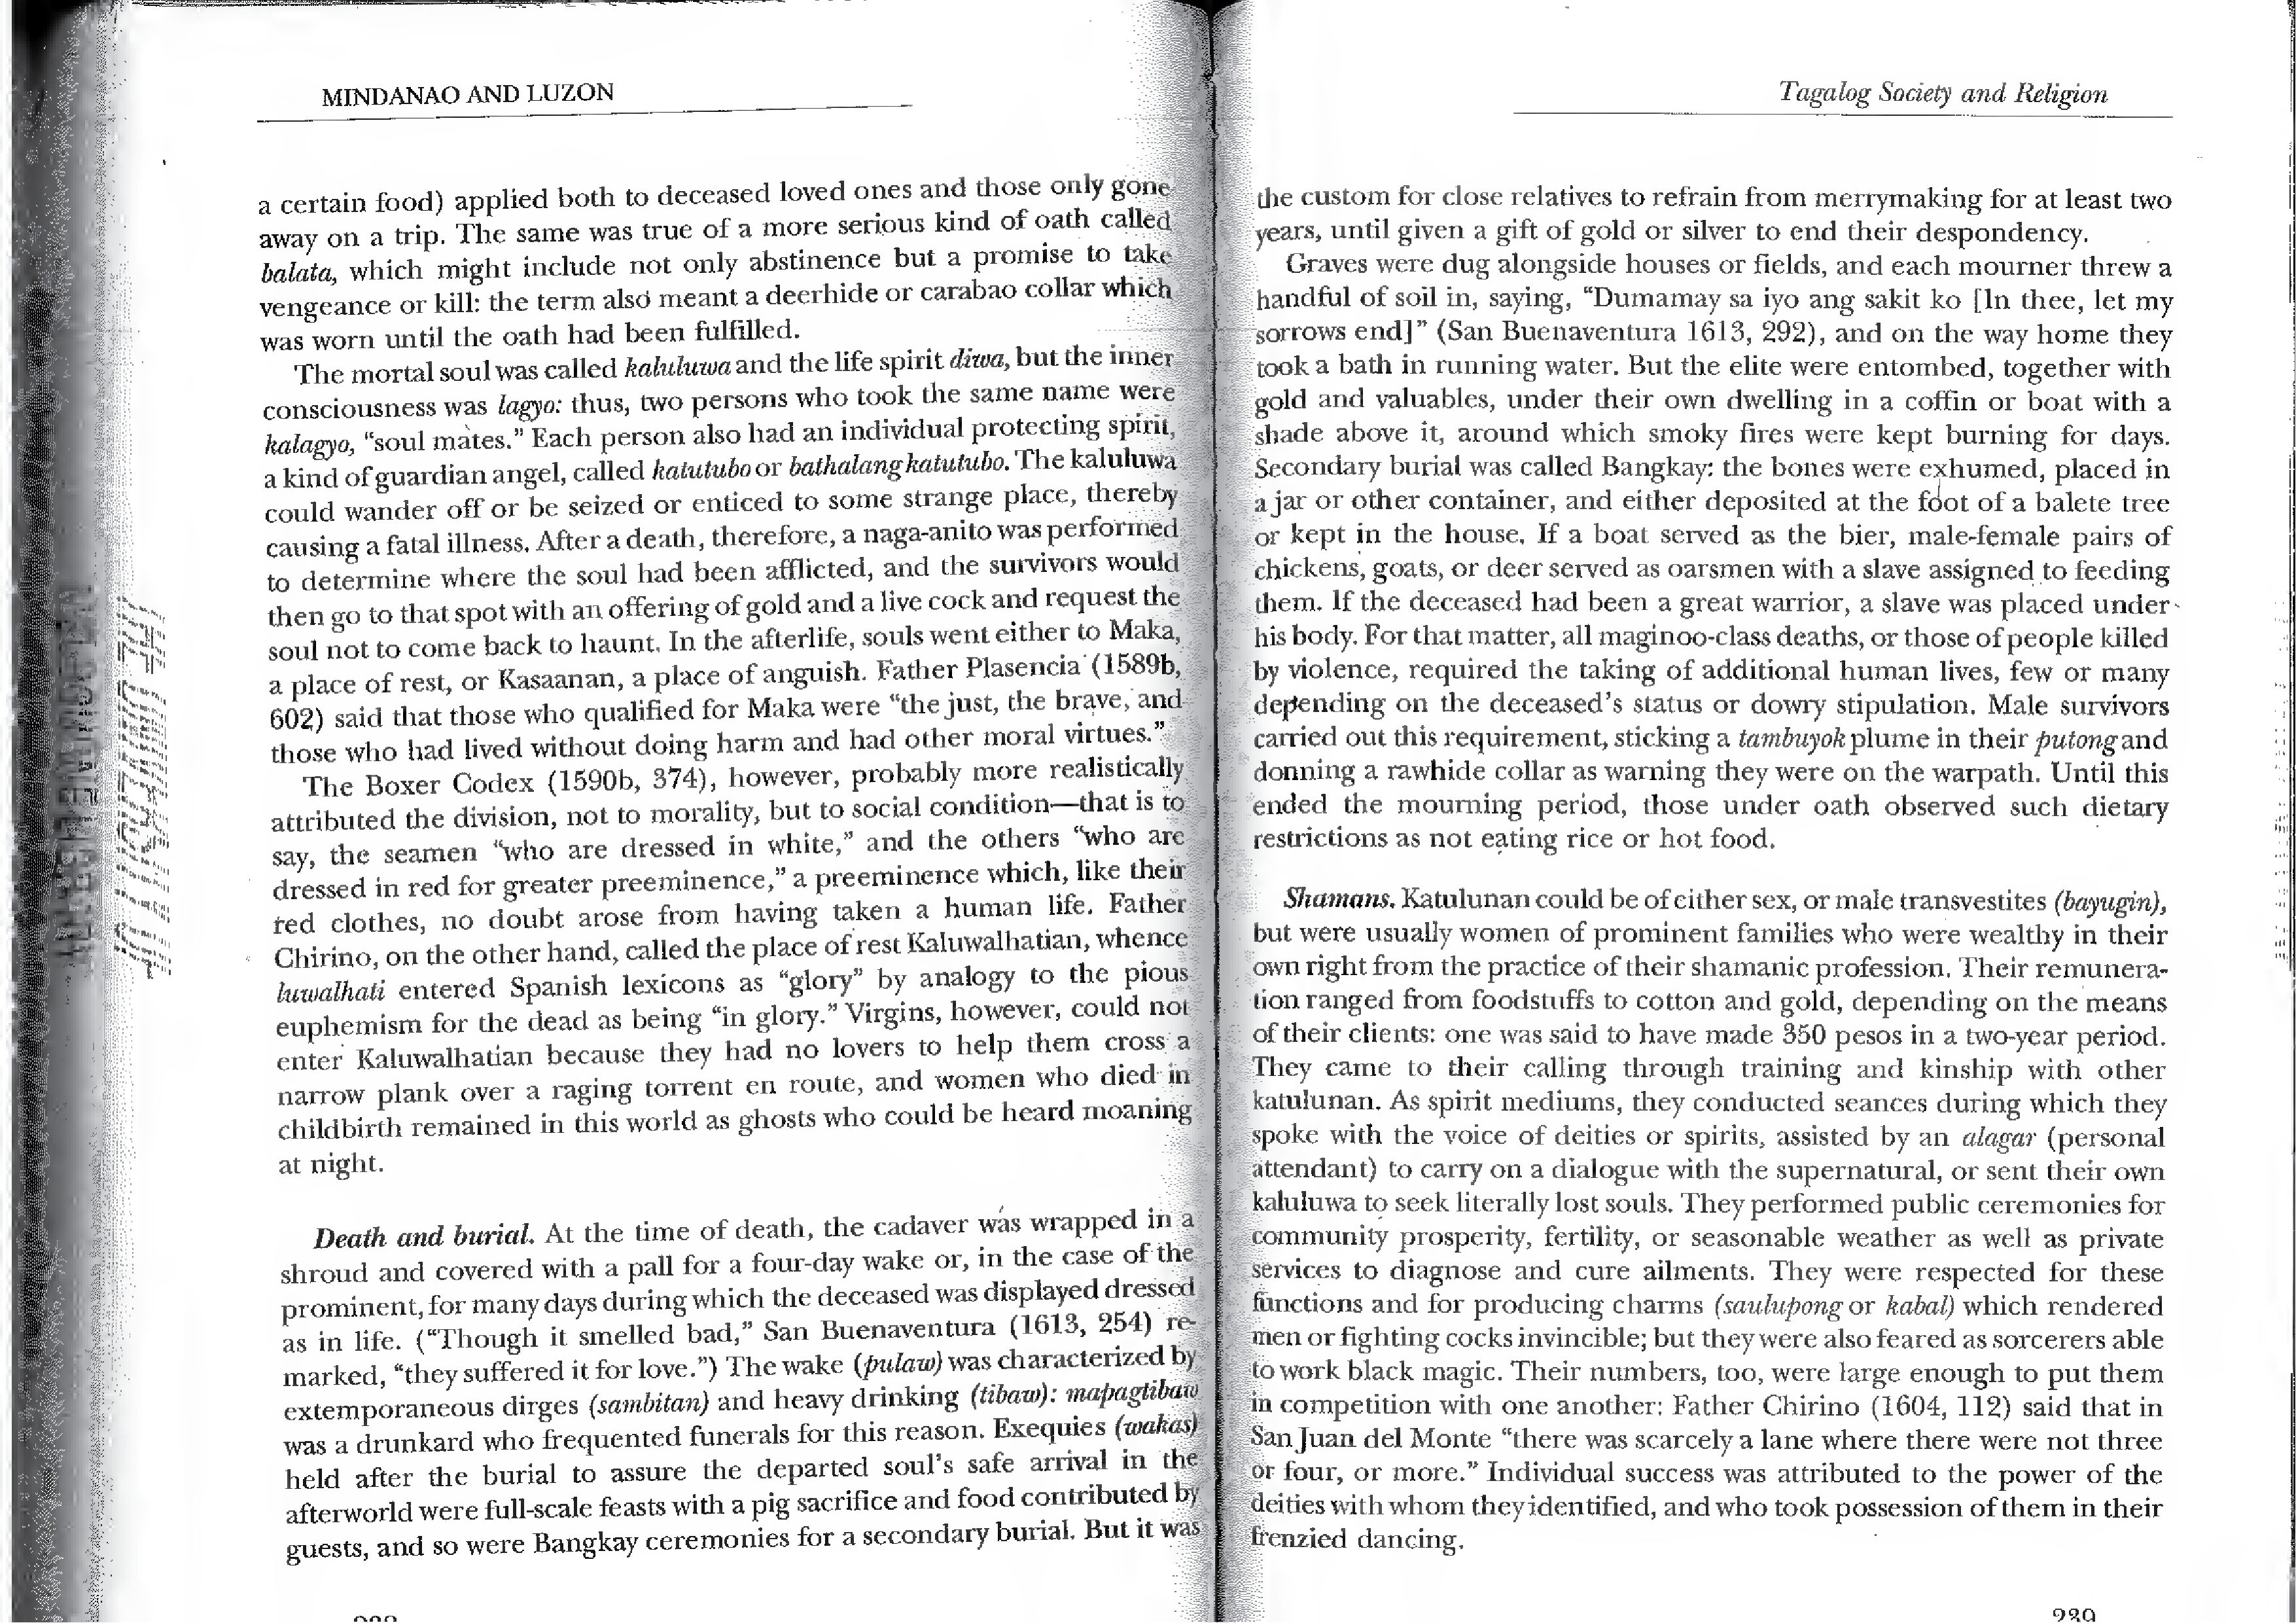 MINDANAO AND LUZON
a certain food) applied both to deceased loved ones and those only gone
away on a trip. The same was true of a more serious kind of oath called
balata, which might include not only abstinence but a promise to take
vengeance or kill: the term also meant a deerhide or carabao collar which
was worn until the oath had been fulfilled.
The mortal soul was called kaluluwa and the life spirit diwa, but the inner
consciousness was lagyo: thus, two persons who took the same name were
kalagyo, “soul mates.” Each person also had an individual protecting spirit,
a kind of guardian angel, called katutubo or bathalang katutubo. The kaluluwa
could wander off or be seized or enticed to some strange place, thereby
causing a fatal illness. After a death, therefore, a naga-anito was performed
to determine where the soul had been afflicted, and the survivors would
then go to that spot with an offering of gold and a live cock and request the
soul not to come back to haunt. In the afterlife, souls went either to Maka,
a place of rest, or Kasaanan, a place of anguish. Father Plasencia (1589b,
602) said that those who qualified for Maka were “the just, the brave, and
those who had lived without doing harm and had other moral virtues.”
The Boxer Codex (1590b, 374), however, probably more realistically
attributed the division, not to morality, but to social condition—that is to
say, the seamen “who are dressed in white,” and the others “who are
dressed in red for greater preeminence,” a preeminence which, like their
red clothes, no doubt arose from having taken a human life. Father
Chirino, on the other hand, called the place of rest Kaluwalhatian, whence
luwalhati entered Spanish lexicons as “glory” by analogy to the pious
euphemism for the dead as being “in glory.” Virgins, however, could not
enter Kaluwalhatian because they had no lovers to help them cross a
narrow plank over a raging torrent en route, and women who died in
childbirth remained in this world as ghosts who could be heard moaning
at night.
Death and burial. At the time of death, the cadaver was wrapped in a
shroud and covered with a pall for a four-day wake or, in the case of the
prominent, for many days during which the deceased was displayed dressed
as in life. (“Though it smelled bad,” San Buenaventura (1613, 254) re-
marked, “they suffered it for love.”) The wake (pulaw) was characterized by
extemporaneous dirges (sambitan) and heavy drinking (tibaw): mapagtibaw
was a drunkard who frequented funerals for this reason. Exequies (wakas)
held after the burial to assure the departed soul’s safe arrival in the
afterworld were full-scale feasts with a pig sacrifice and food contributed by
guests, and so were Bangkay ceremonies for a secondary burial. But it was
Tagalog Society and Religion
the custom for close relatives to refrain from merrymaking for at least two
years, until given a gift of gold or silver to end their despondency.
Graves were dug alongside houses or fields, and each mourner threw a
handful of soil in, saying, “Dumamay sa iyo ang sakit ko [In thee, let my
sorrows end]” (San Buenaventura 1613, 292), and on the way home they
took a bath in running water. But the elite were entombed, together with
gold and valuables, under their own dwelling in a coffin or boat with a
shade above it, around which smoky fires were kept burning for days.
Secondary burial was called Bangkay: the bones were exhumed, placed in
a jar or other container, and either deposited at the foot of a balete tree
or kept in the house. If a boat served as the bier, male-female pairs of
chickens, goats, or deer served as oarsmen with a slave assigned to feeding
them. If the deceased had been a great warrior, a slave was placed under
his body. For that matter, all maginoo-class deaths, or those of people killed
by violence, required the taking of additional human lives, few or many
depending on the deceased’s status or dowry stipulation. Male survivors
carried out this requirement, sticking a tambuyok plume in their putong and
donning a rawhide collar as warning they were on the warpath. Until this
ended the mourning period, those under oath observed such dietary
restrictions as not eating rice or hot food.
Shamans. Katulunan could be of either sex, or male transvestites (bayugin),
but were usually women of prominent families who were wealthy in their
own right from the practice of their shamanic profession. Their remunera-
tion ranged from foodstuffs to cotton and gold, depending on the means
of their clients: one was said to have made 350 pesos in a two-year period.
They came to their calling through training and kinship with other
katulunan. As spirit mediums, they conducted seances during which they
spoke with the voice of deities or spirits, assisted by an alagar (personal
attendant) to carry on a dialogue with the supernatural, or sent their own
kaluluwa to seek literally lost souls. They performed public ceremonies for
community prosperity, fertility, or seasonable weather as well as private
services to diagnose and cure ailments. They were respected for these
functions and for producing charms (saulupong or kabal) which rendered
men or fighting cocks invincible; but they were also feared as sorcerers able
to work black magic. Their numbers, too, were large enough to put them
in competition with one another: Father Chirino (1604, 112) said that in
San Juan del Monte “there was scarcely a lane where there were not three
or four, or more.” Individual success was attributed to the power of the
deities with whom they identified, and who took possession of them in their
frenzied dancing.
239